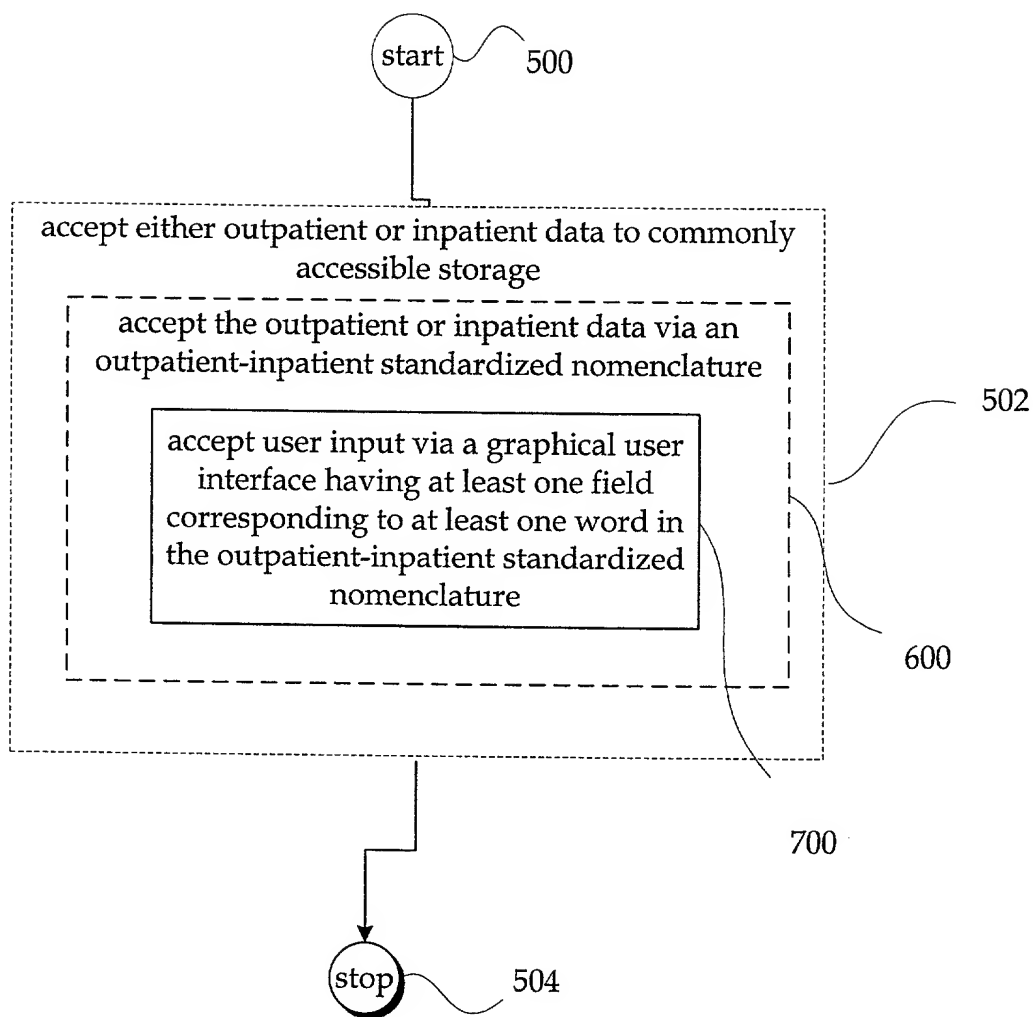 start
500
accept either outpatient or inpatient data to commonly
accessible storage
accept the outpatient or inpatient data via an
outpatient-inpatient standardized nomenclature
accept user input via a graphical user
interface having at least one field
corresponding to at least one word in
the outpatient-inpatient standardized
nomenclature
502
600
700
stop
504